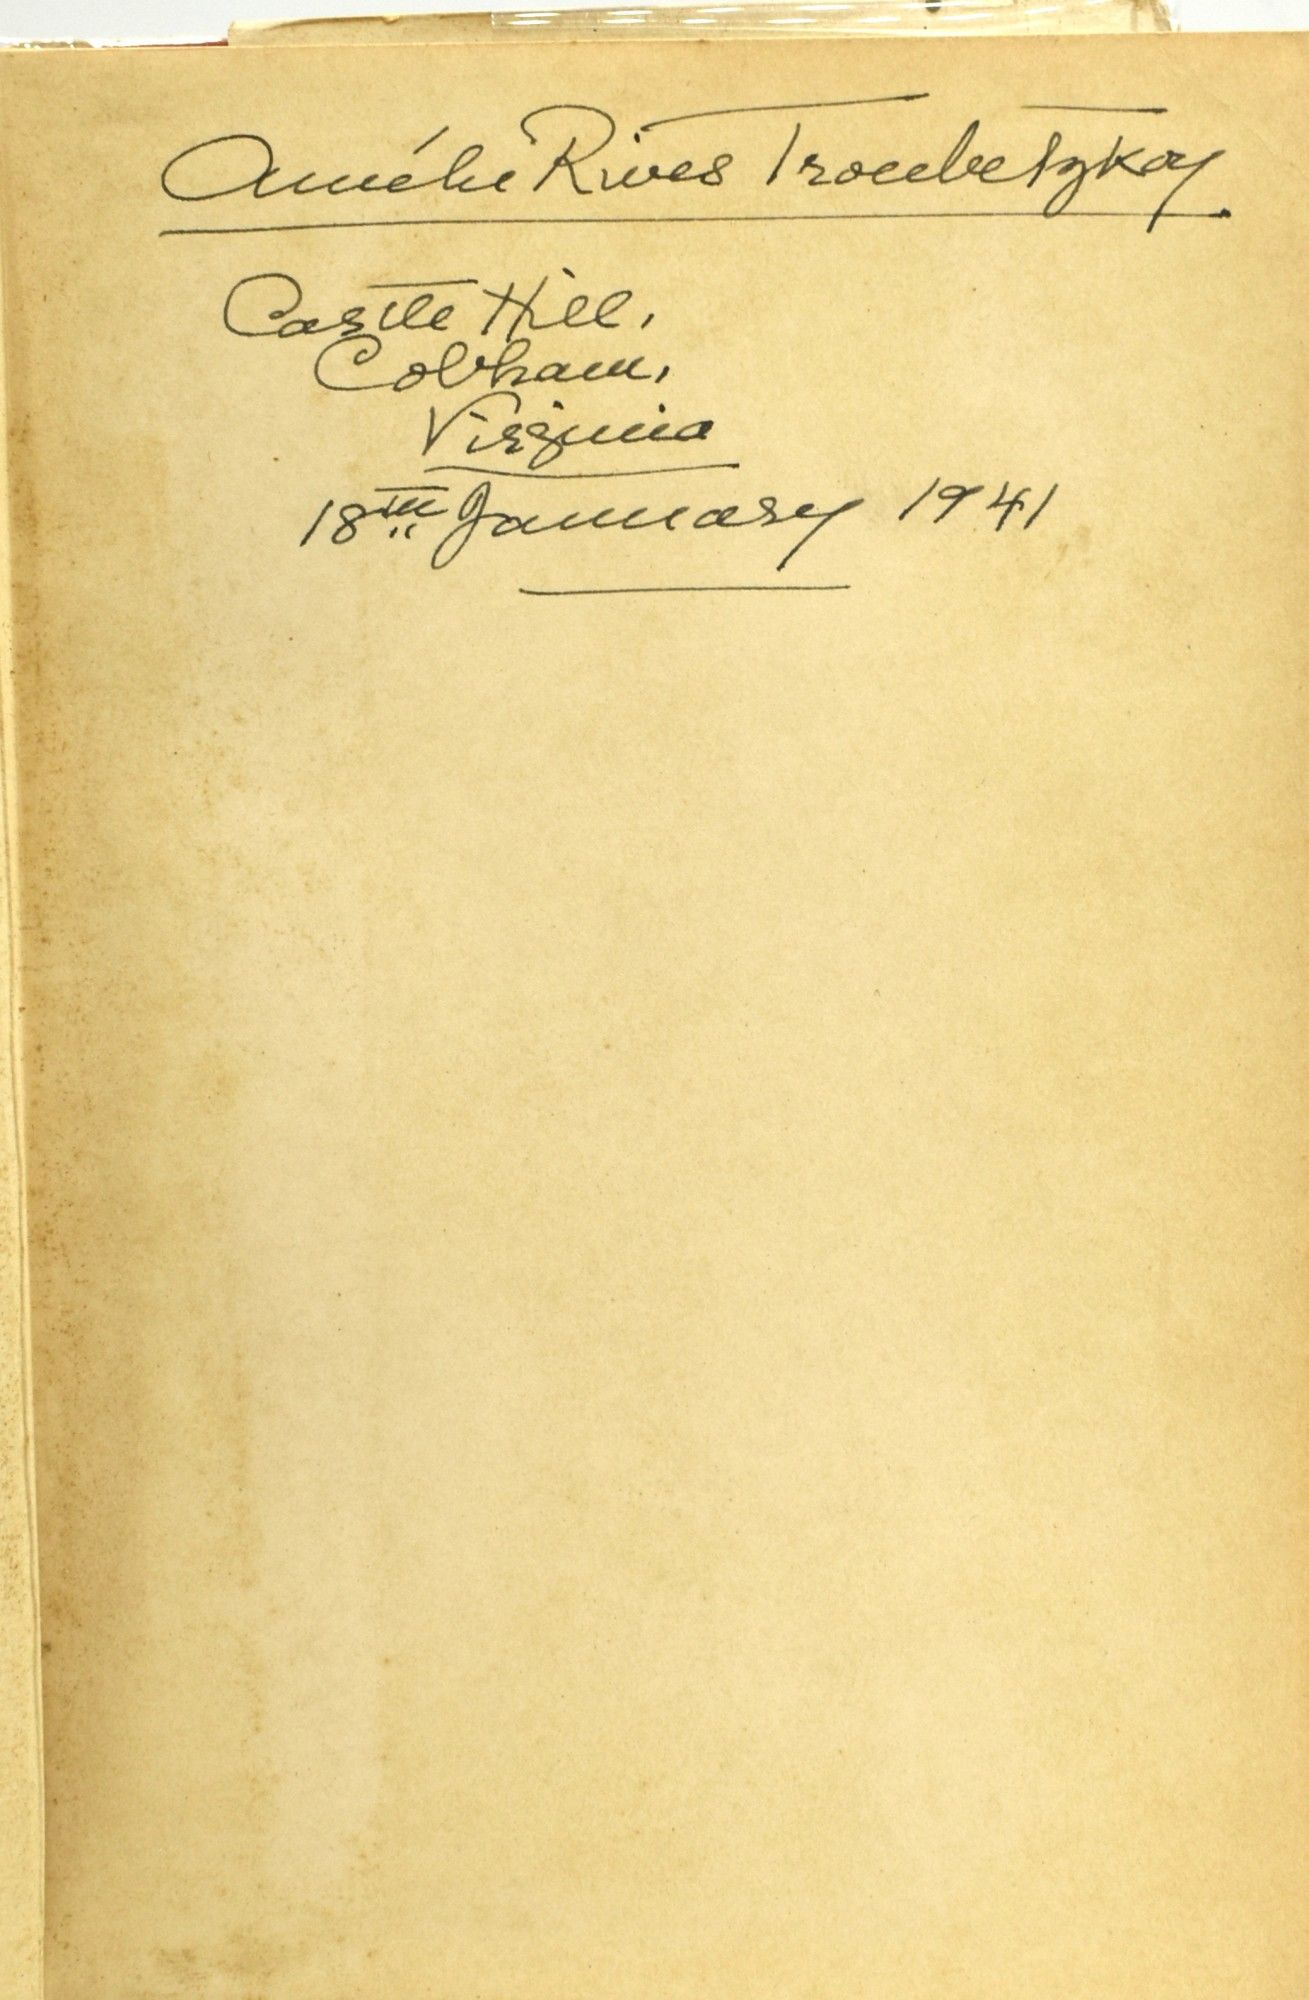 Amélie Rives Troubetzkoy
Castle Hill,
Cobham,
Virginia
18th January 1941